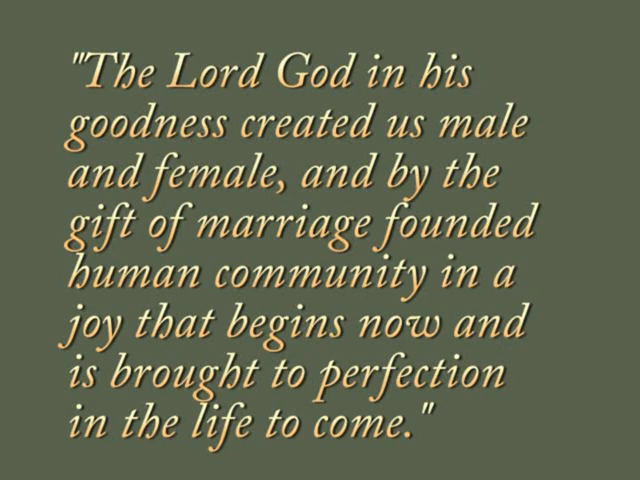 "The Lord God in his
goodness created us male
and female, and by the
gift of marriage founded
human community in a
joy that begins now and
is brought to perfection
in the life to come."